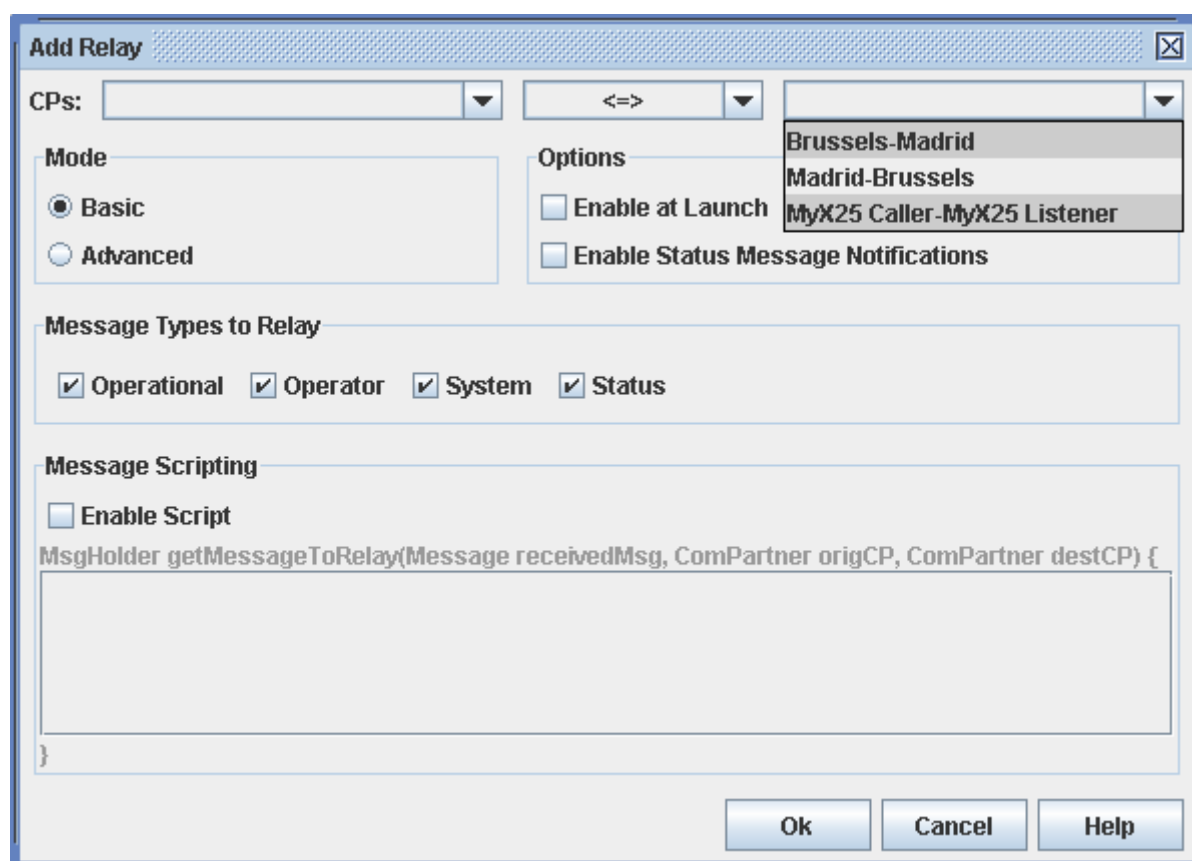 Add Relay
CPs: <=>
Brussels-Madrid
Madrid-Brussels
MyX25 Caller-MyX25 Listener
Mode
Basic
Advanced
Options
Enable at Launch
Enable Status Message Notifications
Message Types to Relay
Operational Operator System Status
Message Scripting
Enable Script
MsgHolder getMessageToRelay(Message receivedMsg, ComPartner origCP, ComPartner destCP) {
}
Ok Cancel Help